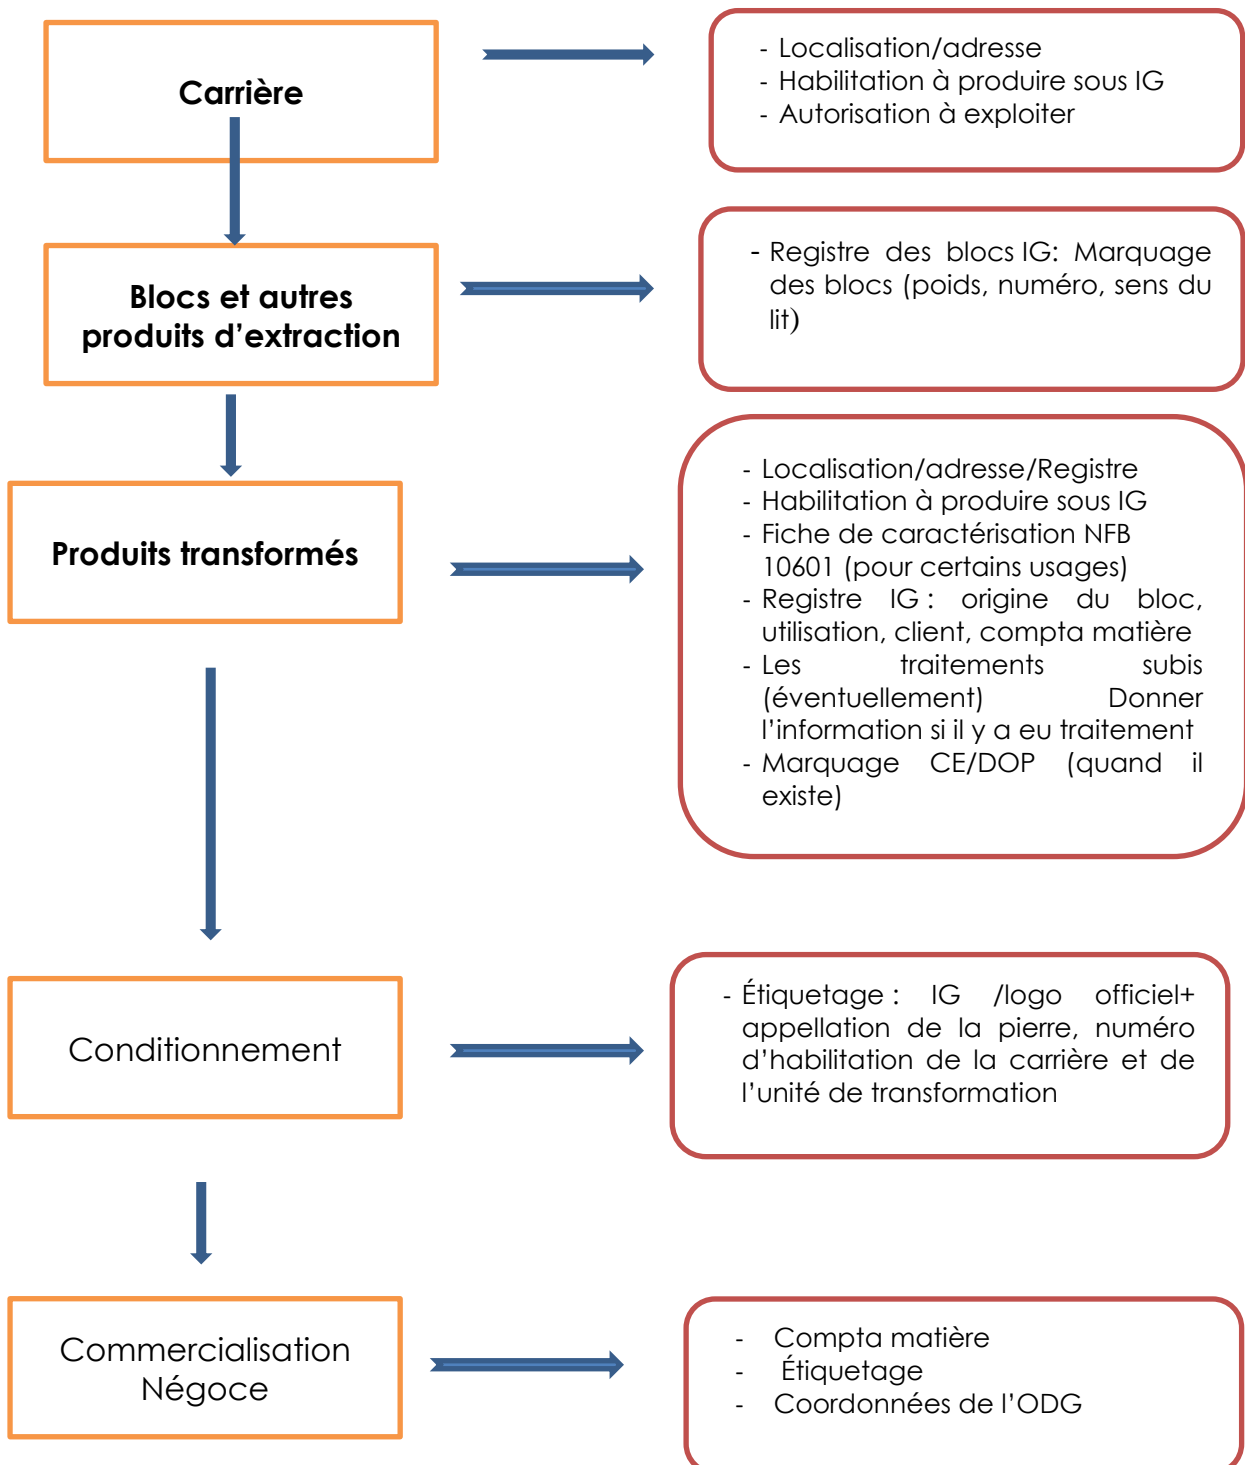 Carrière
- Localisation/adresse
- Habilitation à produire sous IG
- Autorisation à exploiter
Blocs et autres
produits d’extraction
- Registre des blocs IG: Marquage
des blocs (poids, numéro, sens du
lit)
Produits transformés
- Localisation/adresse/Registre
- Habilitation à produire sous IG
- Fiche de caractérisation NFB
10601 (pour certains usages)
- Registre IG : origine du bloc,
utilisation, client, compta matière
- Les traitements subis
(éventuellement) Donner
l’information si il y a eu traitement
- Marquage CE/DOP (quand il
existe)
Conditionnement
- Étiquetage : IG /logo officiel+
appellation de la pierre, numéro
d’habilitation de la carrière et de
l’unité de transformation
Commercialisation
Négoce
- Compta matière
- Étiquetage
- Coordonnées de l’ODG